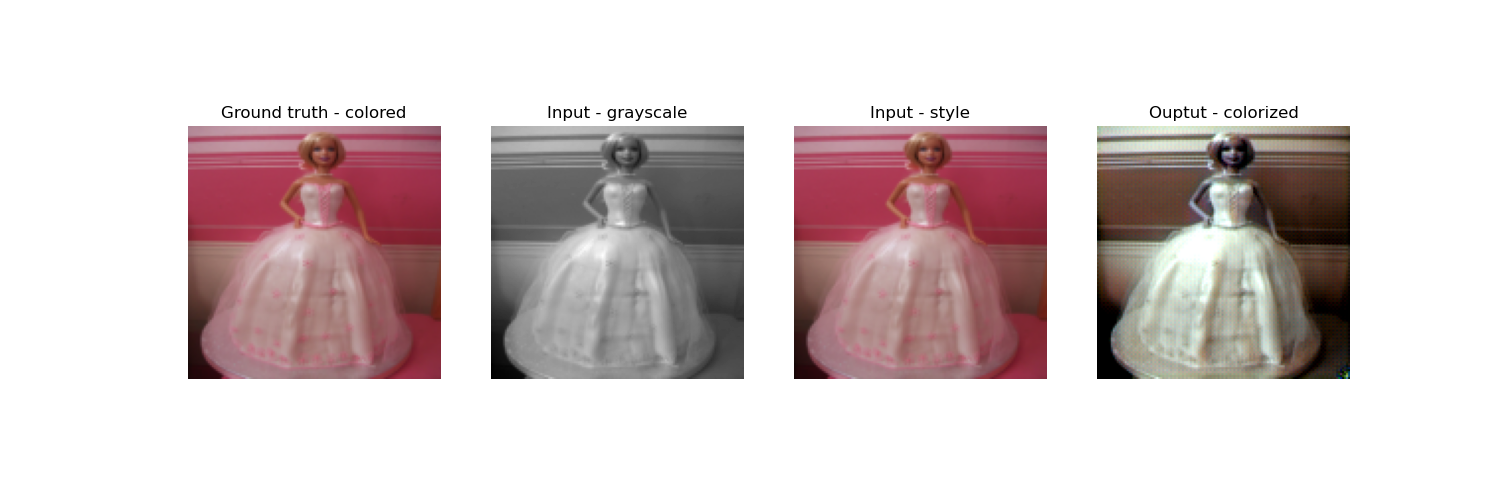 Ground truth - colored
Input - grayscale
Input - style
Ouptut - colorized